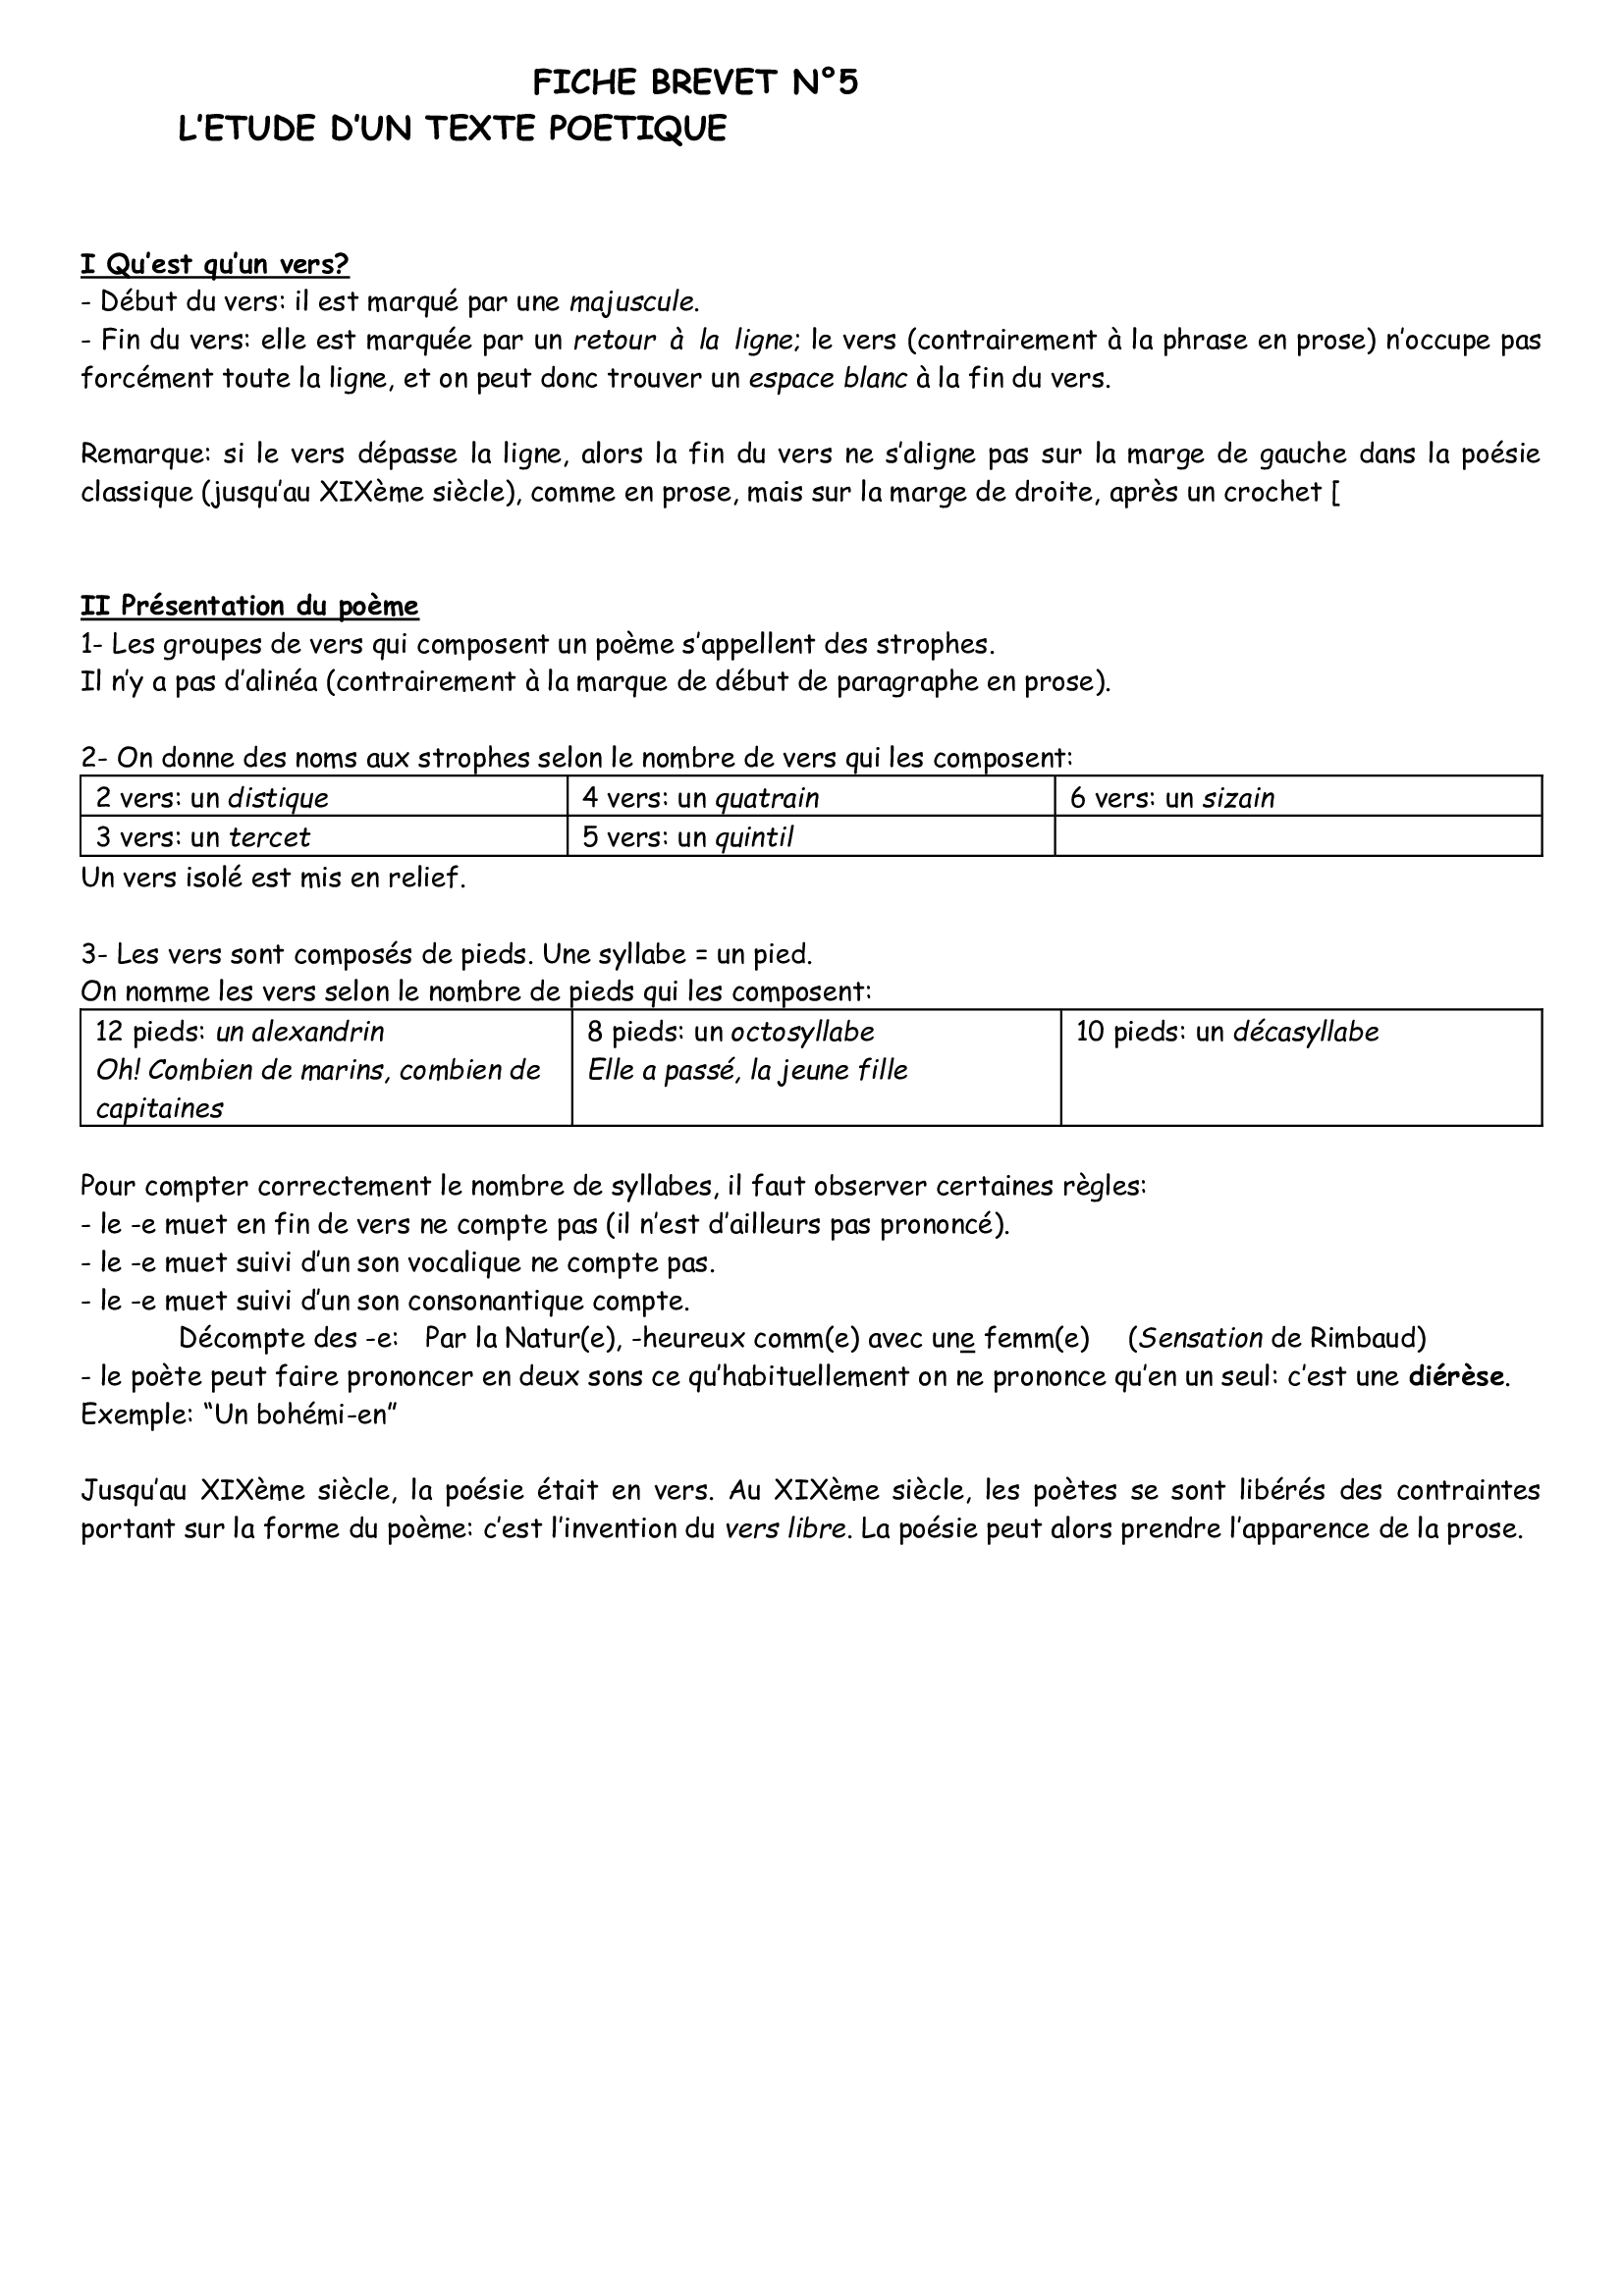 FICHE BREVET N°5
L’ETUDE D’UN TEXTE POETIQUE
I Qu’est qu’un vers?
- Début du vers: il est marqué par une majuscule.
- Fin du vers: elle est marquée par un retour à la ligne; le vers (contrairement à la phrase en prose) n’occupe pas
forcément toute la ligne, et on peut donc trouver un espace blanc à la fin du vers.
Remarque: si le vers dépasse la ligne, alors la fin du vers ne s’aligne pas sur la marge de gauche dans la poésie
classique (jusqu’au XIXème siècle), comme en prose, mais sur la marge de droite, après un crochet [
II Présentation du poème
1- Les groupes de vers qui composent un poème s’appellent des strophes.
Il n’y a pas d’alinéa (contrairement à la marque de début de paragraphe en prose).
2- On donne des noms aux strophes selon le nombre de vers qui les composent:
2 vers: un distique 4 vers: un quatrain 6 vers: un sizain
3 vers: un tercet 5 vers: un quintil
Un vers isolé est mis en relief.
3- Les vers sont composés de pieds. Une syllabe = un pied.
On nomme les vers selon le nombre de pieds qui les composent:
12 pieds: un alexandrin 8 pieds: un octosyllabe 10 pieds: un décasyllabe
Oh! Combien de marins, combien de Elle a passé, la jeune fille
capitaines
Pour compter correctement le nombre de syllabes, il faut observer certaines règles:
- le -e muet en fin de vers ne compte pas (il n’est d’ailleurs pas prononcé).
- le -e muet suivi d’un son vocalique ne compte pas.
- le -e muet suivi d’un son consonantique compte.
Décompte des -e: Par la Natur(e), -heureux comm(e) avec une femm(e) (Sensation de Rimbaud)
- le poète peut faire prononcer en deux sons ce qu’habituellement on ne prononce qu’en un seul: c’est une diérèse.
Exemple: “Un bohémi-en”
Jusqu’au XIXème siècle, la poésie était en vers. Au XIXème siècle, les poètes se sont libérés des contraintes
portant sur la forme du poème: c’est l’invention du vers libre. La poésie peut alors prendre l’apparence de la prose.